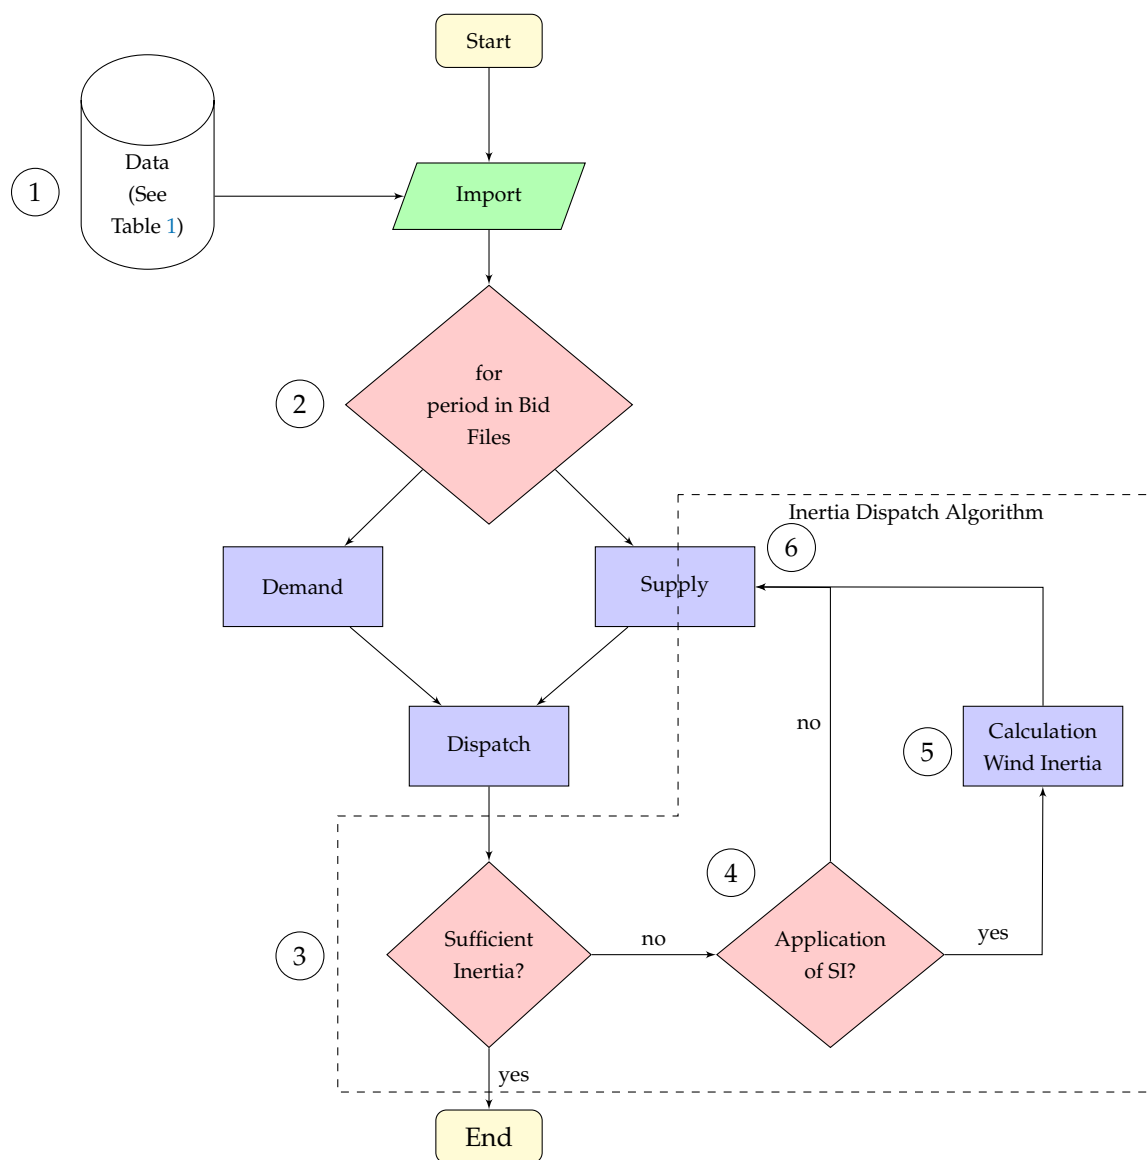 Start
Data
(See
Table 1)
1
Import
for
period in Bid
Files
2
Inertia Dispatch Algorithm
6
Demand
Supply
Dispatch
no
5
Calculation
Wind Inertia
4
3
Sufficient
Inertia?
no
Application
of SI?
yes
yes
End